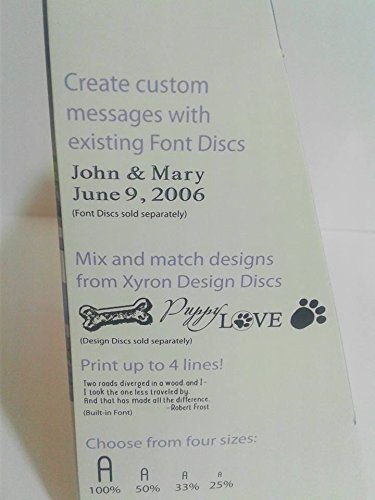 Create custom
messages with
existing Font Discs
John & Mary
June 9, 2006
(Font Discs sold separately)
Mix and match designs
from Xyron Design Discs
Puppy LOVE
(Design Discs sold separately)
Print up to 4 lines!
Two roads diverged in a wood and I-
I took the one less traveled by.
And that has made all the difference.
-Robert Frost
(Built-in Font)
Choose from four sizes:
A A A A
100% 50% 33% 25%